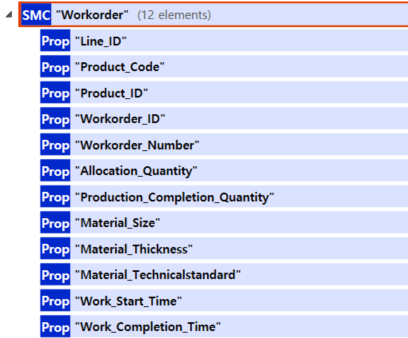 SMC "Workorder" (12 elements)
Prop "Line_ID"
Prop "Product_Code"
Prop "Product_ID"
Prop "Workorder_ID"
Prop "Workorder_Number"
Prop "Allocation_Quantity"
Prop "Production_Completion_Quantity"
Prop "Material_Size"
Prop "Material_Thickness"
Prop "Material_Technicalstandard"
Prop "Work_Start_Time"
Prop "Work_Completion_Time"